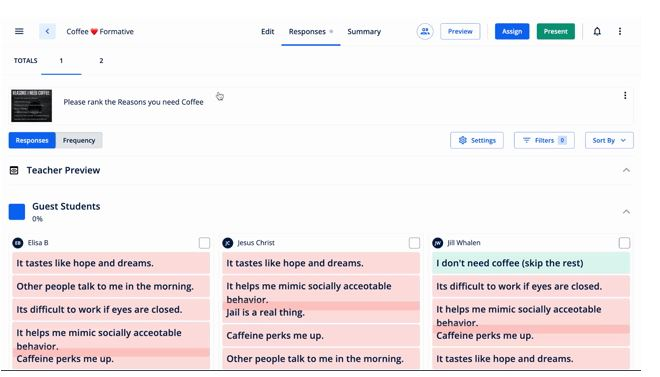 Coffee ❤️ Formative
Edit
Responses
Summary
Preview
Assign
Present
TOTALS
1
2
REASONS I NEED COFFEE
Please rank the Reasons you need Coffee
Responses
Frequency
Settings
Filters
0
Sort By
Teacher Preview
Guest Students
0%
EB
Elisa B
It tastes like hope and dreams.
Other people talk to me in the morning.
Its difficult to work if eyes are closed.
It helps me mimic socially acceotable
behavior.
Caffeine perks me up.
JC
Jesus Christ
It tastes like hope and dreams.
It helps me mimic socially acceotable
behavior.
Jail is a real thing.
Caffeine perks me up.
Other people talk to me in the morning.
JW
Jill Whalen
I don't need coffee (skip the rest)
Its difficult to work if eyes are closed.
It helps me mimic socially acceotable
behavior.
Caffeine perks me up.
It tastes like hope and dreams.